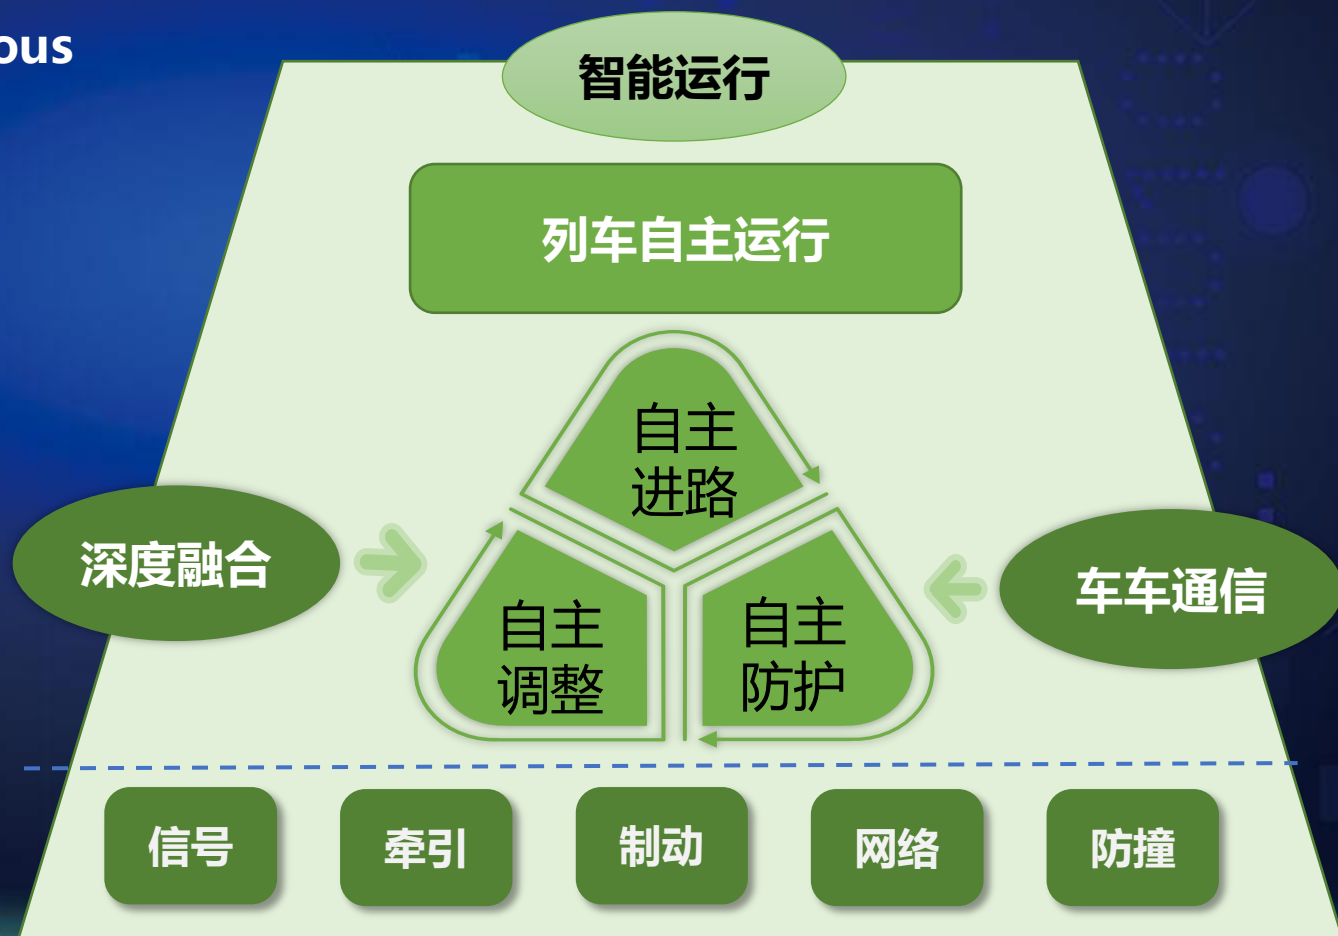 ous
智能运行
列车自主运行
自主
进路
深度融合
车车通信
自主
调整
自主
防护
信号
牵引
制动
网络
防撞